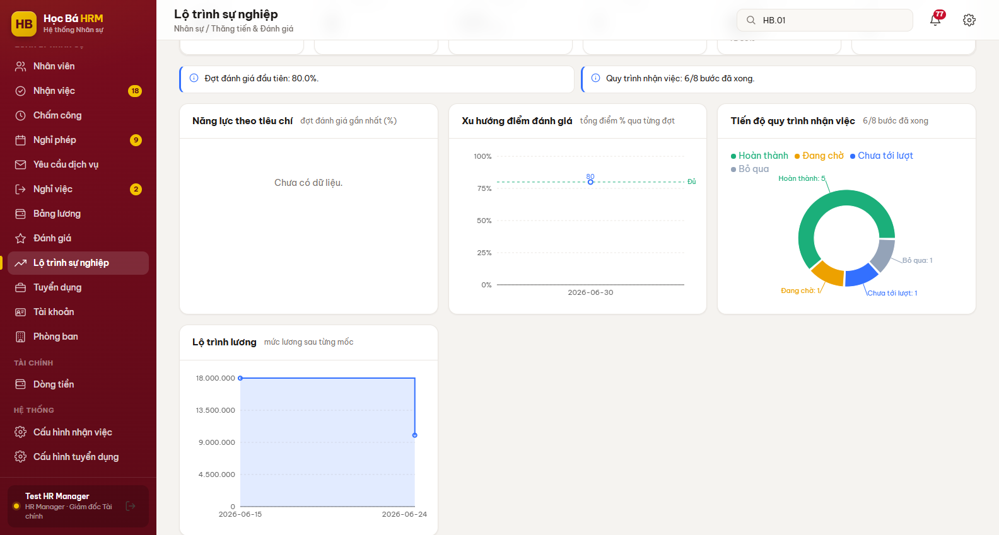 HB
Học Bá HRM
Hệ thống Nhân sự
Nhân viên
Nhận việc 18
Chấm công
Nghỉ phép 9
Yêu cầu dịch vụ
Nghỉ việc 2
Bảng lương
Đánh giá
Lộ trình sự nghiệp
Tuyển dụng
Tài khoản
Phòng ban
TÀI CHÍNH
Dòng tiền
HỆ THỐNG
Cấu hình nhận việc
Cấu hình tuyển dụng
Test HR Manager
HR Manager · Giám đốc Tài
chính
Lộ trình sự nghiệp
Nhân sự / Thăng tiến & Đánh giá
HB.01
77
Đợt đánh giá đầu tiên: 80.0%.
Quy trình nhận việc: 6/8 bước đã xong.
Năng lực theo tiêu chí đợt đánh giá gần nhất (%)
Chưa có dữ liệu.
Xu hướng điểm đánh giá tổng điểm % qua từng đợt
100%
80
Đủ
75%
50%
25%
0%
2026-06-30
Tiến độ quy trình nhận việc 6/8 bước đã xong
Hoàn thành Đang chờ Chưa tới lượt
Bỏ qua
Hoàn thành: 5
Bỏ qua: 1
Đang chờ: 1
Chưa tới lượt: 1
Lộ trình lương mức lương sau từng mốc
18.000.000
13.500.000
9.000.000
4.500.000
0
2026-06-15 2026-06-24